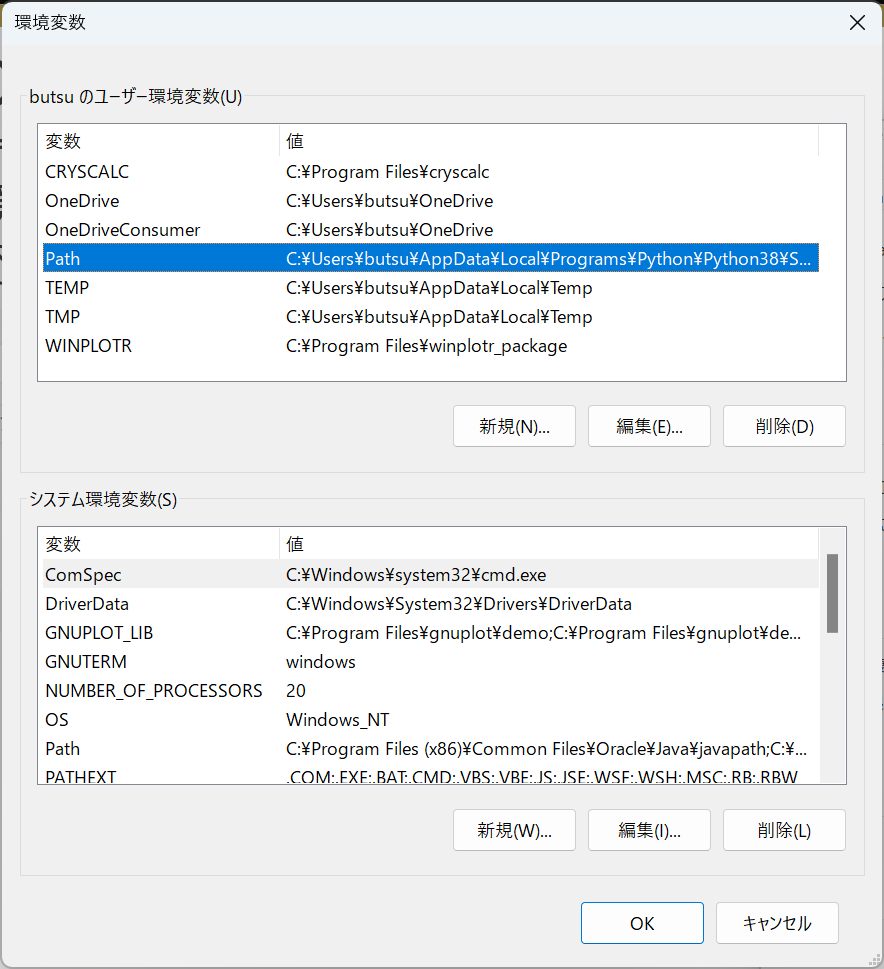 環境変数
butsu のユーザー環境変数(U)
変数 値
CRYSCALC C:¥Program Files¥cryscalc
OneDrive C:¥Users¥butsu¥OneDrive
OneDriveConsumer C:¥Users¥butsu¥OneDrive
Path C:¥Users¥butsu¥AppData¥Local¥Programs¥Python¥Python38¥S...
TEMP C:¥Users¥butsu¥AppData¥Local¥Temp
TMP C:¥Users¥butsu¥AppData¥Local¥Temp
WINPLOTR C:¥Program Files¥winplotr_package
新規(N)... 編集(E)... 削除(D)
システム環境変数(S)
変数 値
ComSpec C:¥Windows¥system32¥cmd.exe
DriverData C:¥Windows¥System32¥Drivers¥DriverData
GNUPLOT_LIB C:¥Program Files¥gnuplot¥demo;C:¥Program Files¥gnuplot¥de...
GNUTERM windows
NUMBER_OF_PROCESSORS 20
OS Windows_NT
Path C:¥Program Files (x86)¥Common Files¥Oracle¥Java¥javapath;C:¥...
PATHEXT .COM;.EXE;.BAT;.CMD;.VBS;.VBE;.JS;.JSE;.WSF;.WSH;.MSC;.RB;.RBW
新規(W)... 編集(I)... 削除(L)
OK キャンセル